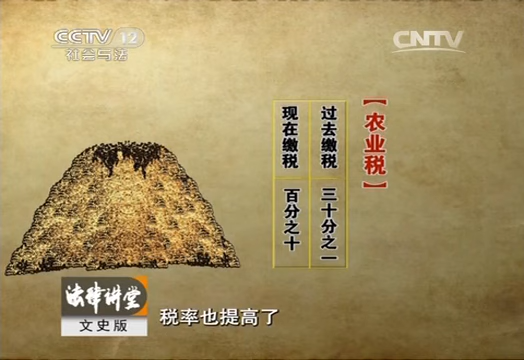 CCTV 12
社会与法
CNTV
【农业税】
过去缴税 三十分之一
现在缴税 百分之十
法律讲堂
文史版
税率也提高了